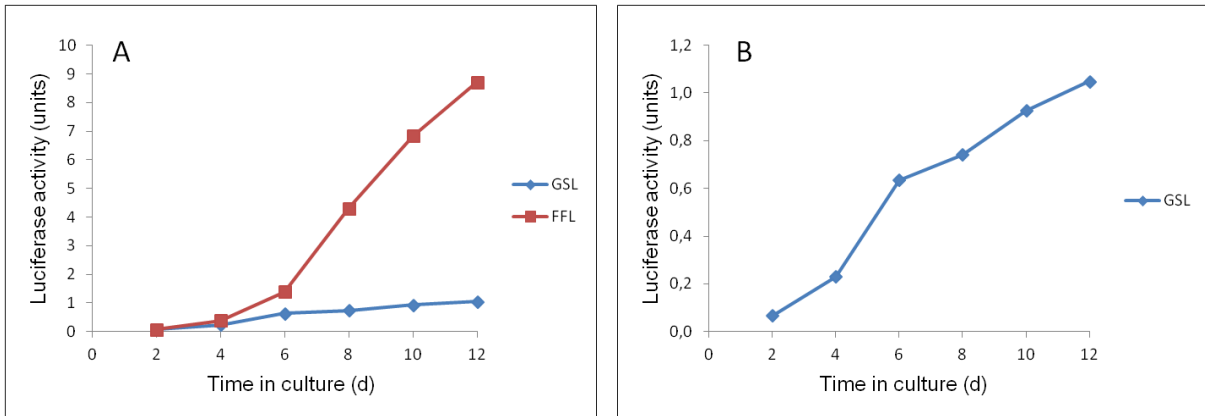 A
Luciferase activity (units)
10
9
8
7
6
5
4
3
2
1
0
0 2 4 6 8 10 12
Time in culture (d)
GSL
FFL
B
Luciferase activity (units)
1,2
1,0
0,8
0,6
0,4
0,2
0,0
0 2 4 6 8 10 12
Time in culture (d)
GSL